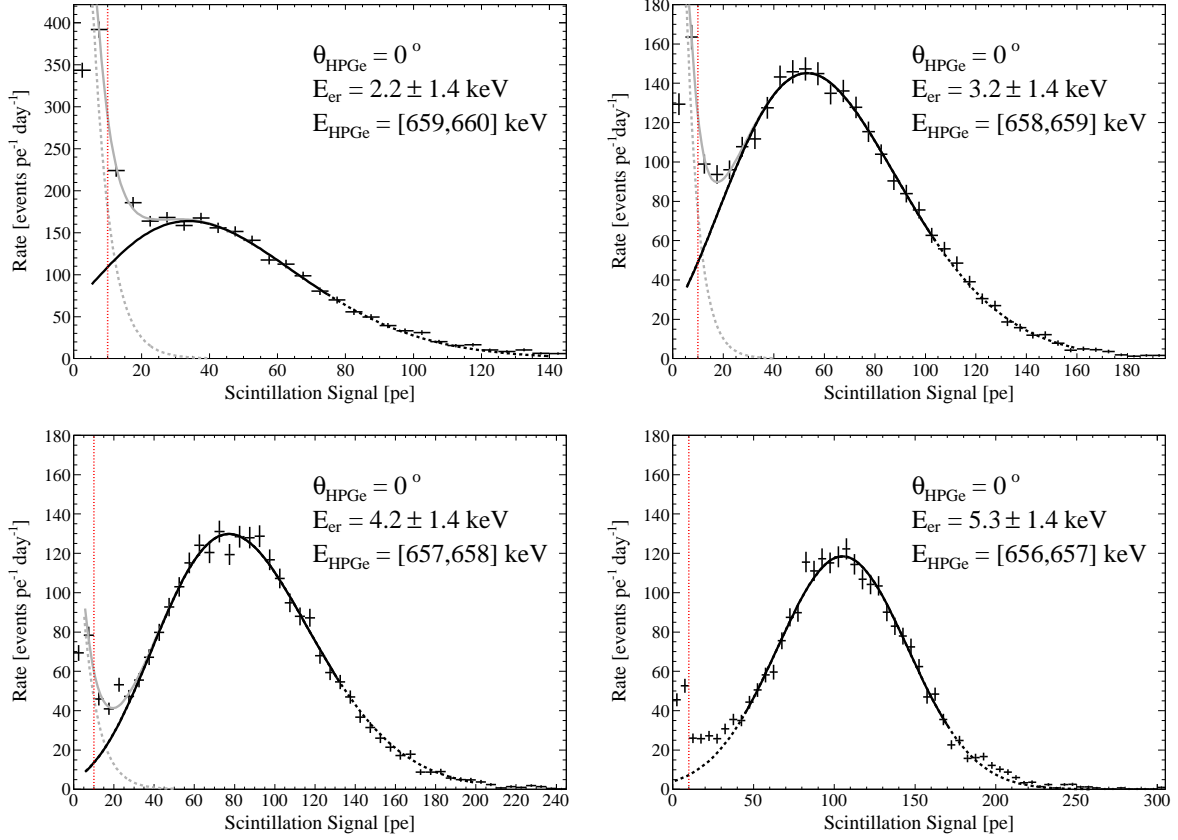 θHPGe = 0 °
Eer = 2.2 ± 1.4 keV
EHPGe = [659,660] keV
Rate [events pe-1 day-1]
400
350
300
250
200
150
100
50
0
0 20 40 60 80 100 120 140
Scintillation Signal [pe]
θHPGe = 0 °
Eer = 3.2 ± 1.4 keV
EHPGe = [658,659] keV
Rate [events pe-1day-1]
180
160
140
120
100
80
60
40
20
0
0 20 40 60 80 100 120 140 160 180
Scintillation Signal [pe]
θHPGe = 0 °
Eer = 4.2 ± 1.4 keV
EHPGe = [657,658] keV
Rate [events pe-1 day-1]
180
160
140
120
100
80
60
40
20
0
0 20 40 60 80 100 120 140 160 180 200 220 240
Scintillation Signal [pe]
θHPGe = 0 °
Eer = 5.3 ± 1.4 keV
EHPGe = [656,657] keV
Rate [events pe-1 day-1]
180
160
140
120
100
80
60
40
20
0
0 50 100 150 200 250 300
Scintillation Signal [pe]